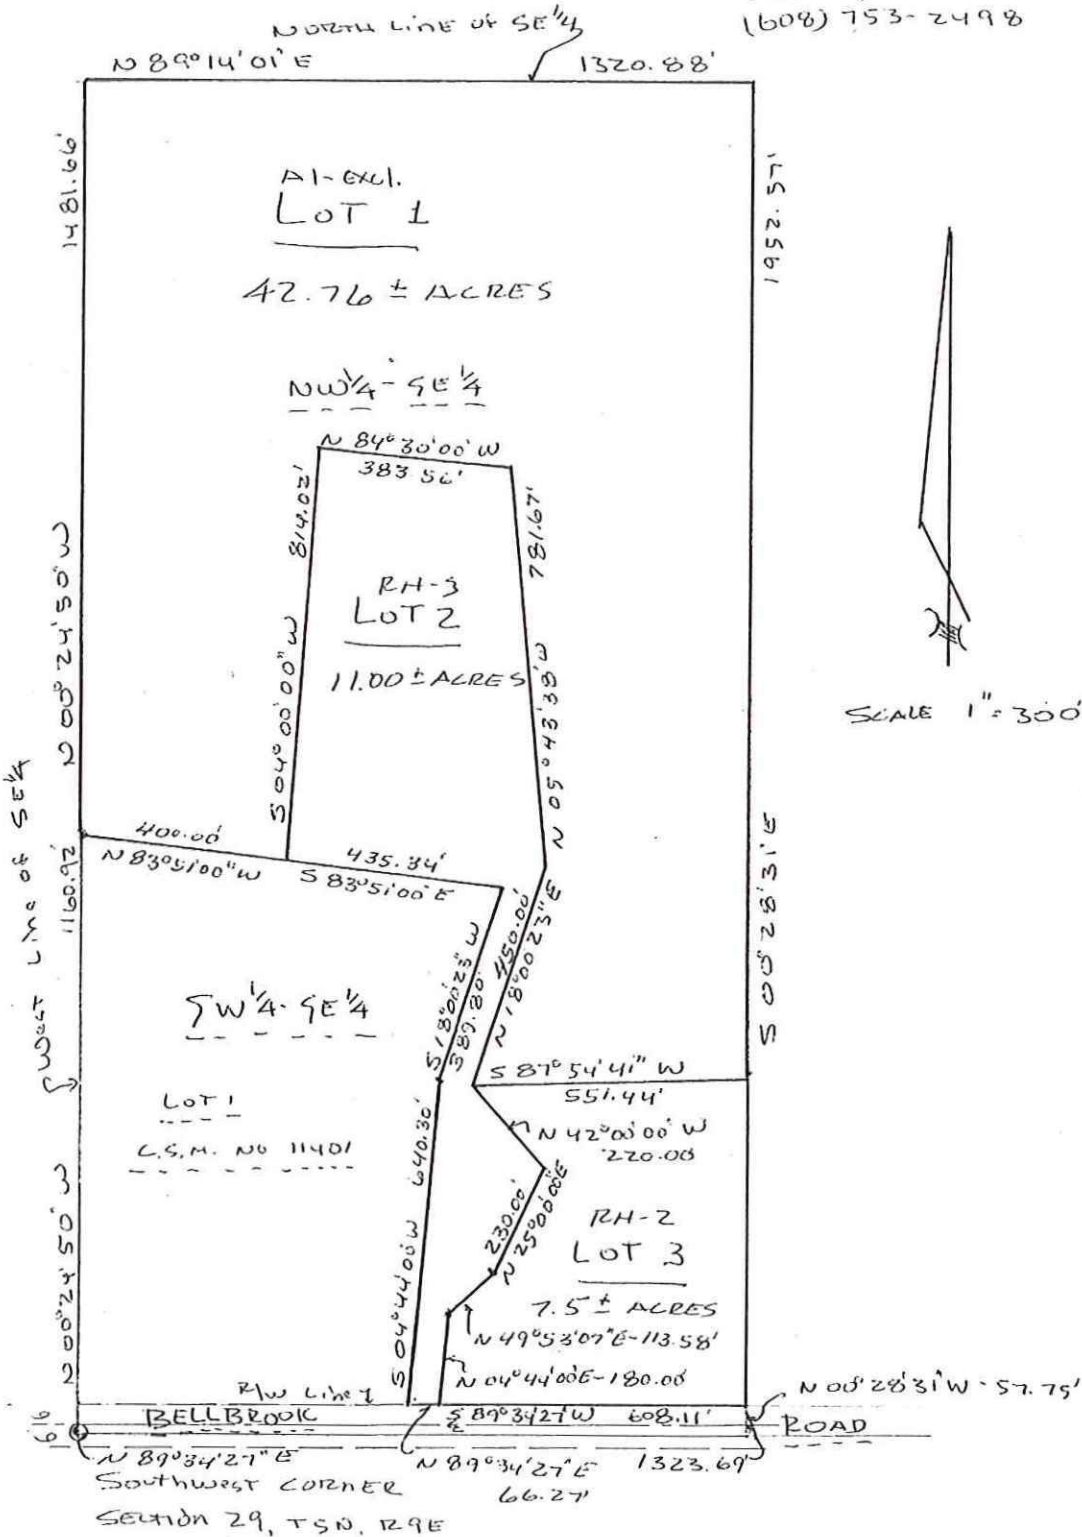 (608) 753-2498
NORTH LINE OF SE 1/4
N 89°14'01" E
1320.88'
1481.66'
1952.57'
A1-EXCL.
LOT 1
42.76 ± ACRES
NW 1/4 - SE 1/4
N 84°30'00" W
383.56'
814.02'
781.67'
RH-3
LOT 2
11.00 ± ACRES
S 04°00'00" W
N 05°43'38" W
N 00°24'50" W
SCALE 1" = 300'
WEST LINE OF SE 1/4
400.00'
N 83°51'00" W
435.34'
S 83°51'00" E
1160.92'
S 00°28'31" E
S 18°00'23" W
389.80'
450.00'
N 18°00'23" E
SW 1/4 - SE 1/4
S 87°54'41" W
551.44'
LOT 1
C.S.M. NO 11401
N 42°00'00" W
220.00
640.30'
S 04°44'00 W
230.00'
N 25°00'00"E
RH-2
LOT 3
7.5 ± ACRES
N 49°53'07"E-113.58'
N 04°44'00E-180.00
N 00°24'50" W
R/W Line
N 00°28'31"W-57.75'
BELLBROOK
S 89°34'27"W 608.11'
ROAD
N 89°34'27" E
N 89°34'27" E 1323.69'
66.27'
SOUTHWEST CORNER
SECTION 29, T5N, R9E